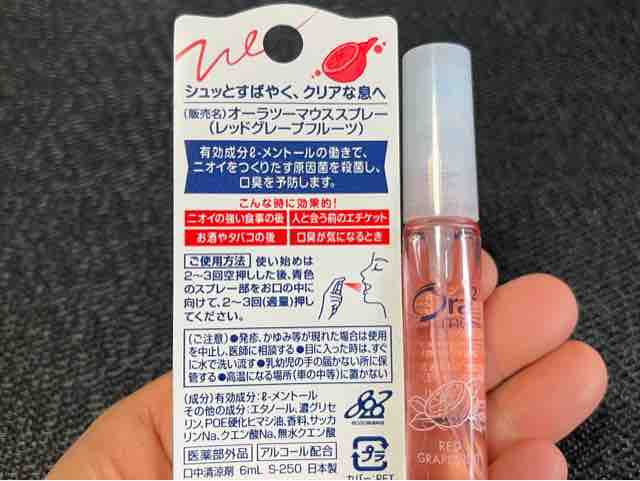 new
シュッとすばやく、クリアな息へ
(販売名)オーラツーマウススプレー
(レッドグレープフルーツ)
有効成分ℓ-メントールの働きで、
ニオイをつくりだす原因菌を殺菌し、
口臭を予防します。
こんな時に効果的!
ニオイの強い食事の後 人と会う前のエチケット
お酒やタバコの後 口臭が気になるとき
ご使用方法 使い始めは
2〜3回空押しした後、青色
のスプレー部をお口の中に
向けて、2〜3回(適量)押し
てください。
(ご注意)●発疹、かゆみ等が現れた場合は使用
を中止し、医師に相談する●目に入った時は、すぐ
に水で洗い流す●乳幼児の手の届かない所に保
管する●高温になる場所(車の中等)に置かない
(成分)有効成分:ℓ-メントール
その他の成分:エタノール、濃グリセ
リン、POE硬化ヒマシ油、香料、サッカ
リンNa、クエン酸Na、無水クエン酸
医薬部外品 アルコール配合
口中清涼剤 6mL S-250 日本製
プラ
カバー:PET
Ora2
RED